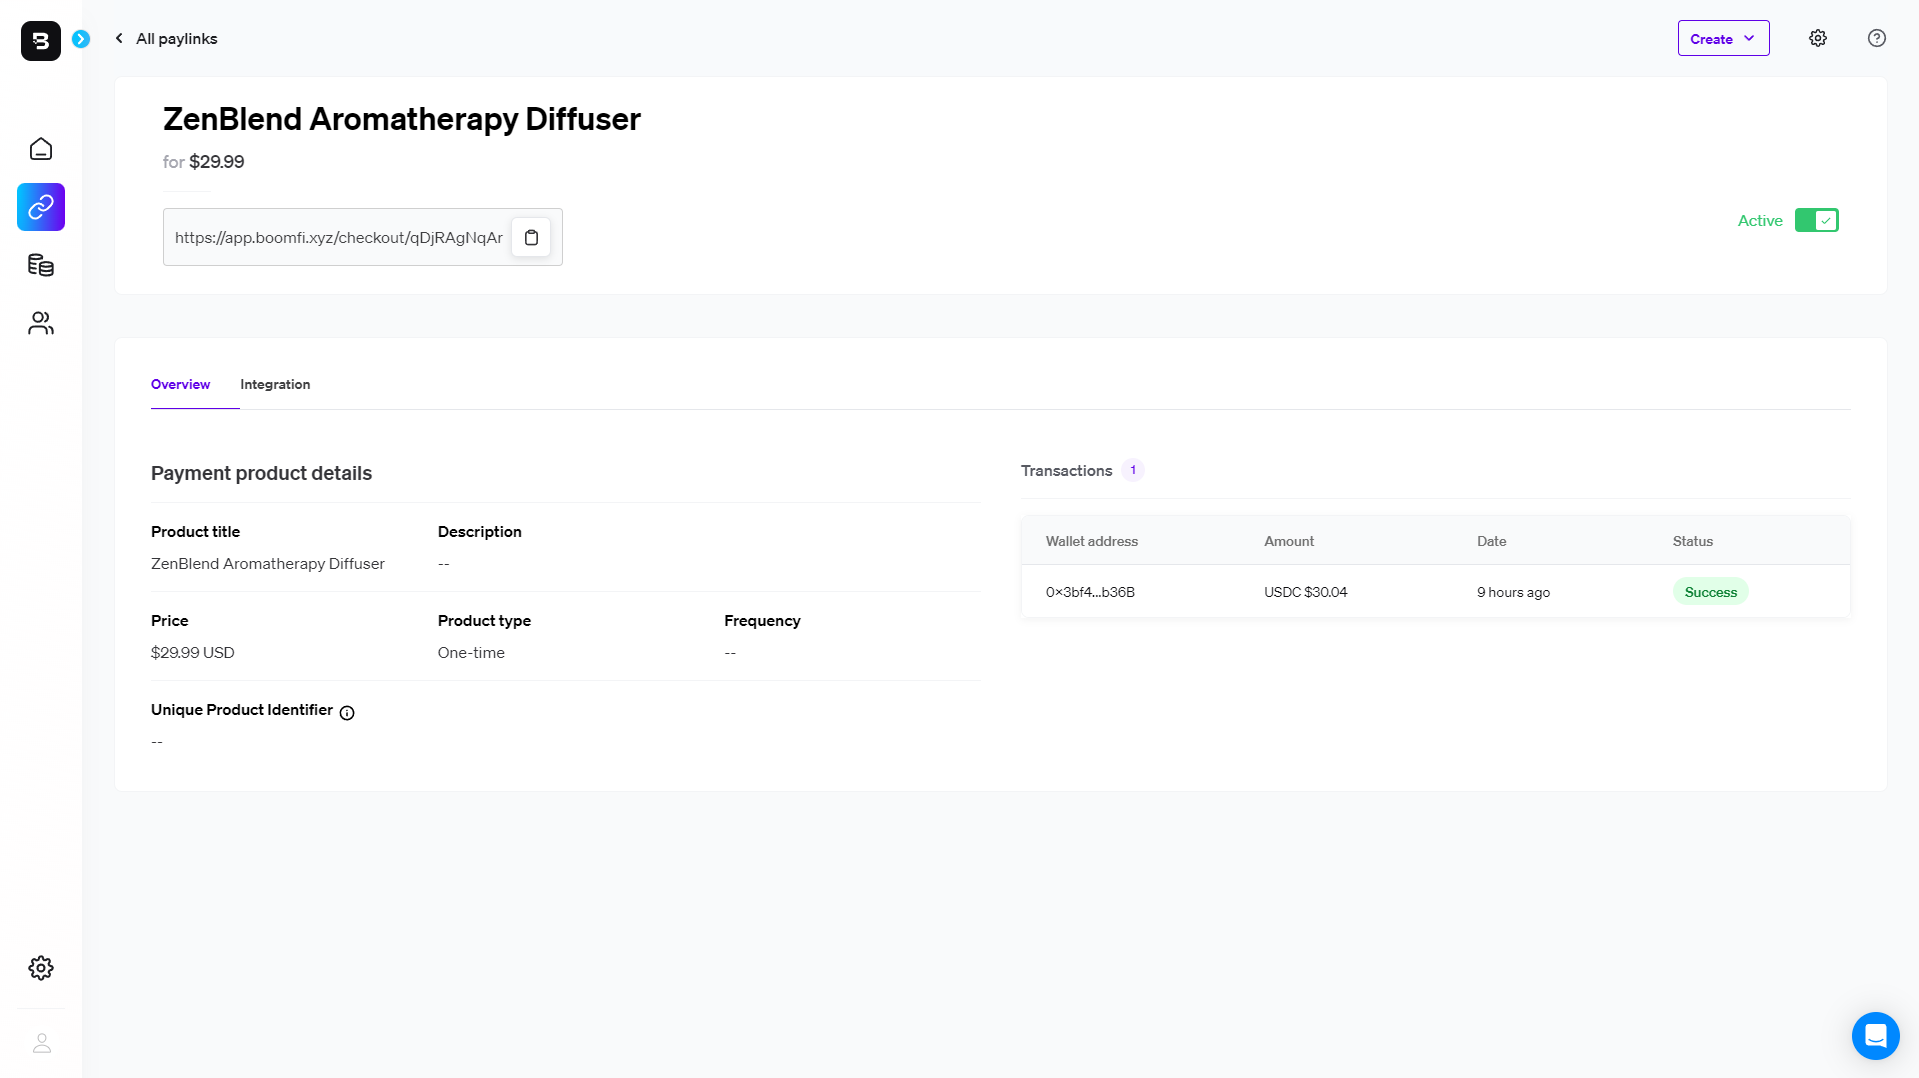 B
All paylinks
Create
ZenBlend Aromatherapy Diffuser
for $29.99
https://app.boomfi.xyz/checkout/qDjRAgNqAr
Active
Overview
Integration
Payment product details
Product title
Description
ZenBlend Aromatherapy Diffuser
--
Price
Product type
Frequency
$29.99 USD
One-time
--
Unique Product Identifier
--
Transactions 1
Wallet address
Amount
Date
Status
0x3bf4...b36B
USDC $30.04
9 hours ago
Success